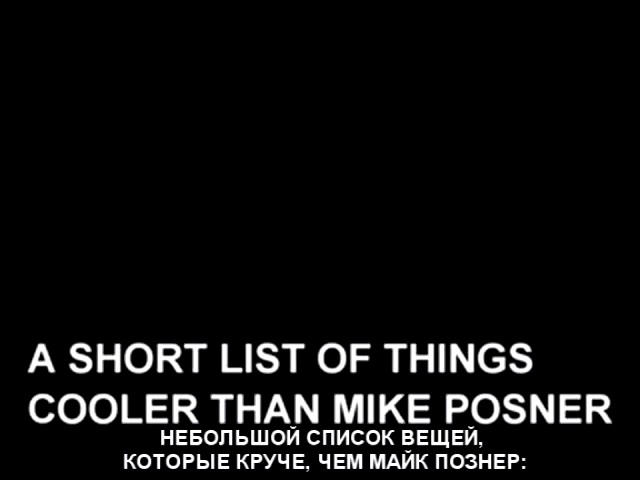 A SHORT LIST OF THINGS
COOLER THAN MIKE POSNER
НЕБОЛЬШОЙ СПИСОК ВЕЩЕЙ,
КОТОРЫЕ КРУЧЕ, ЧЕМ МАЙК ПОЗНЕР: